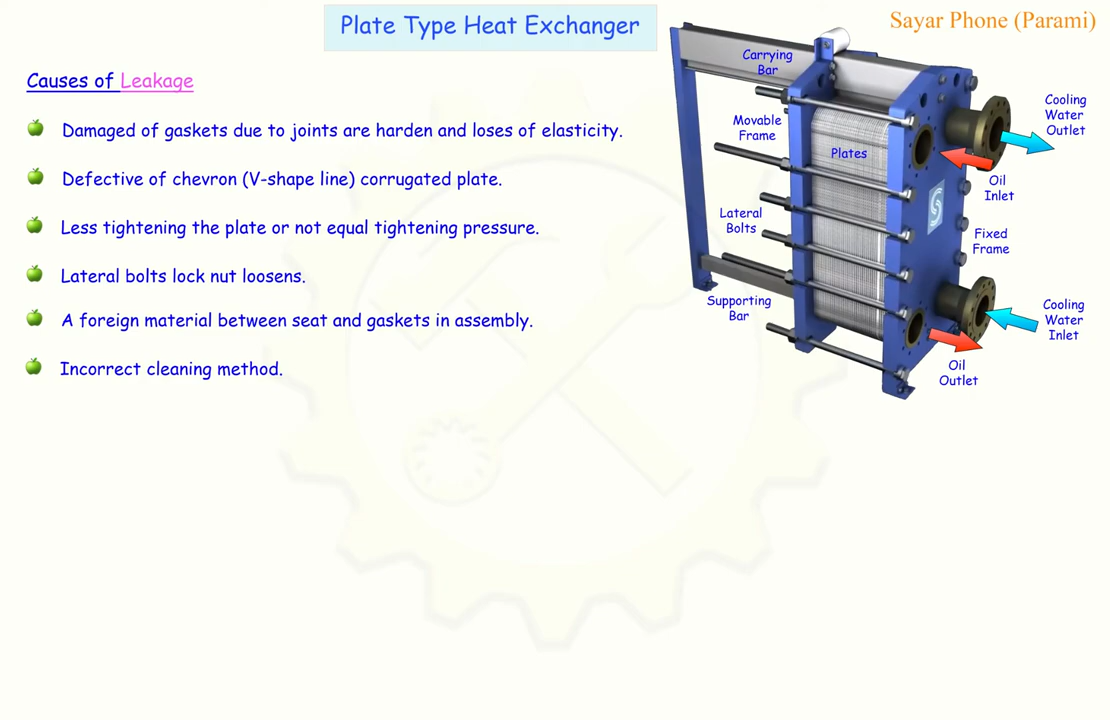 Plate Type Heat Exchanger
Sayar Phone (Parami)
Causes of Leakage
Damaged of gaskets due to joints are harden and loses of elasticity.
Defective of chevron (V-shape line) corrugated plate.
Less tightening the plate or not equal tightening pressure.
Lateral bolts lock nut loosens.
A foreign material between seat and gaskets in assembly.
Incorrect cleaning method.
Carrying
Bar
Movable
Frame
Plates
Lateral
Bolts
Supporting
Bar
Cooling
Water
Outlet
Oil
Inlet
Fixed
Frame
Cooling
Water
Inlet
Oil
Outlet